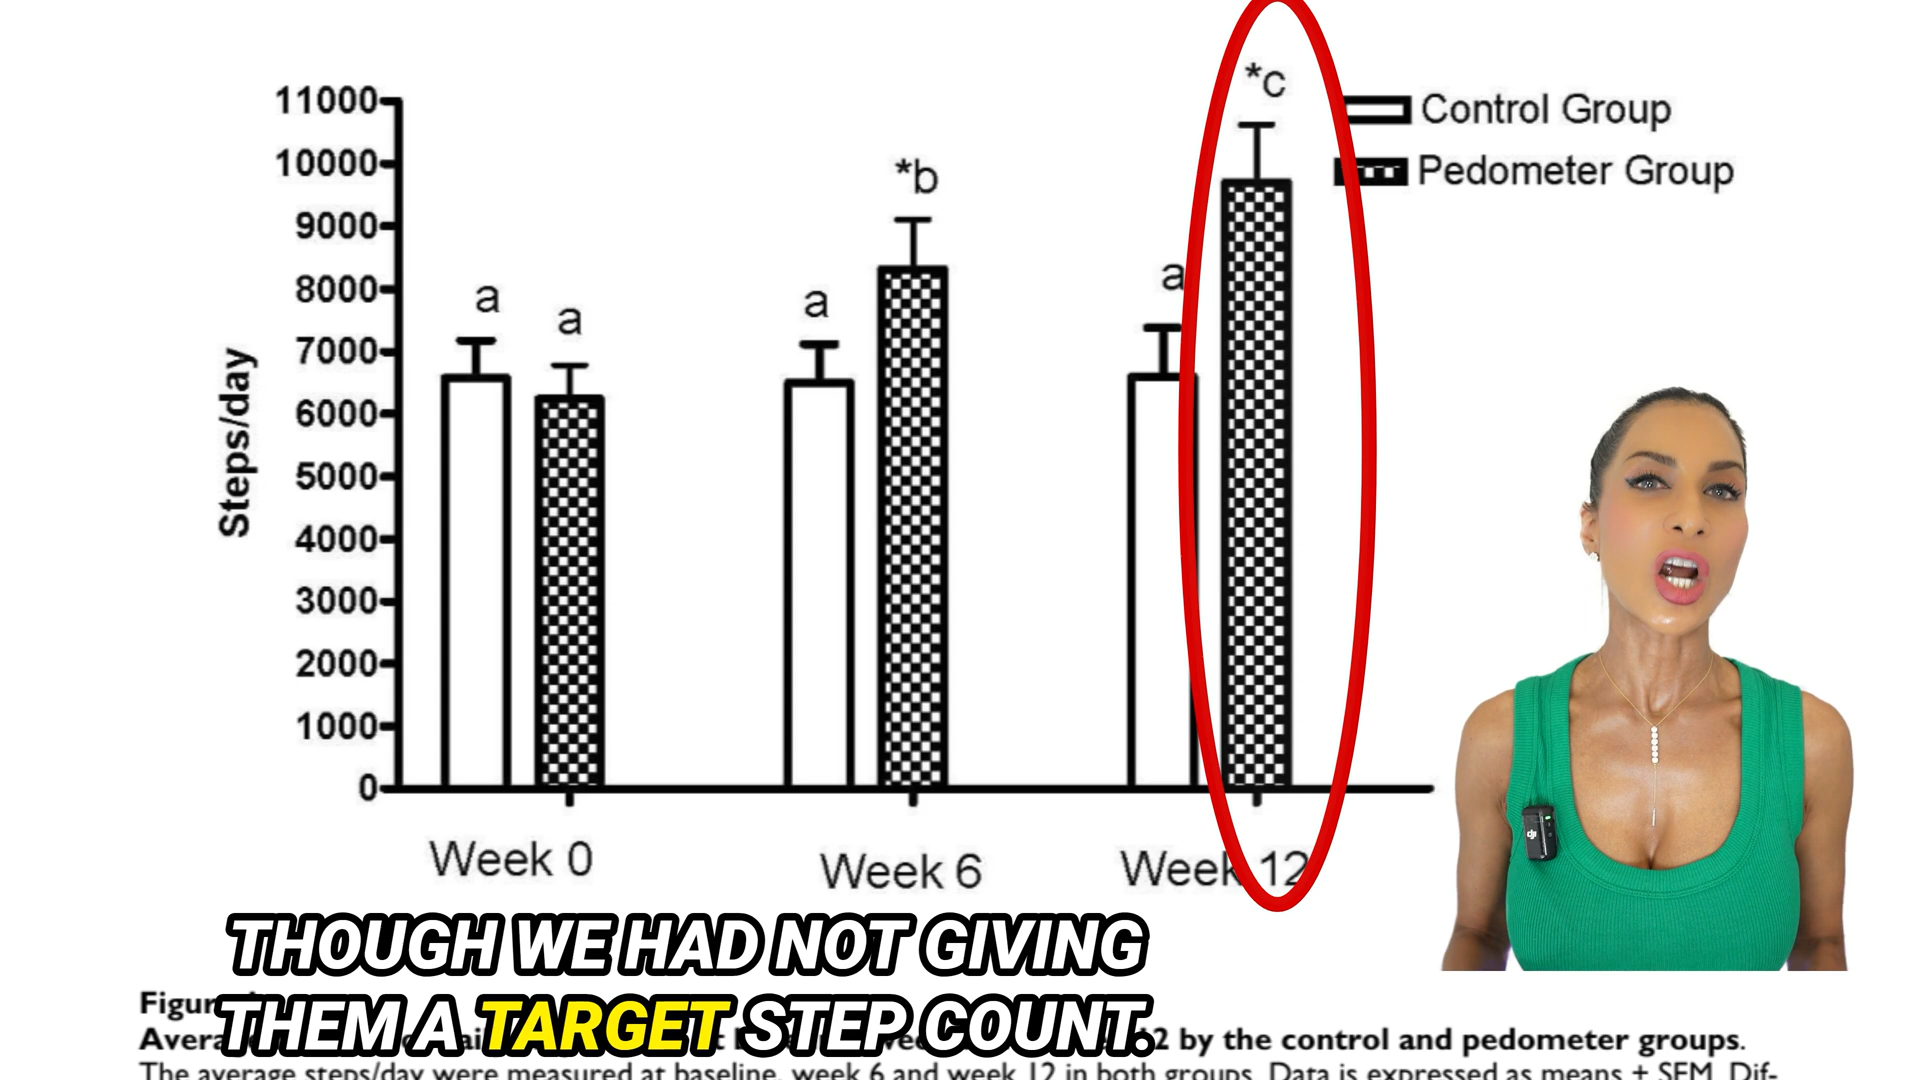 *c
11000
Control Group
10000
*b
Pedometer Group
9000
8000
a
a
a
a
7000
6000
Steps/day
5000
4000
3000
2000
1000
0
Week 0
Week 6
Week 12
THOUGH WE HAD NOT GIVING
THEM A TARGET STEP COUNT.
12 by the control and pedometer groups.
The average steps/day were measured at baseline, week 6 and week 12 in both groups. Data is expressed as means ± SEM. Dif-
dji